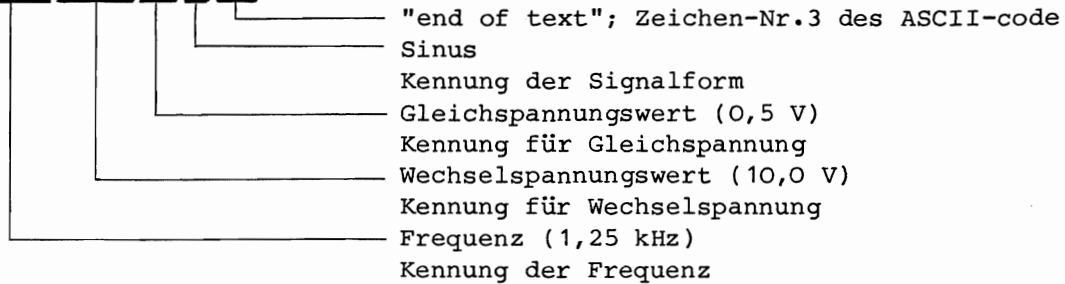 "end of text"; Zeichen-Nr.3 des ASCII-code
Sinus
Kennung der Signalform
Gleichspannungswert (0,5 V)
Kennung für Gleichspannung
Wechselspannungswert (10,0 V)
Kennung für Wechselspannung
Frequenz (1,25 kHz)
Kennung der Frequenz